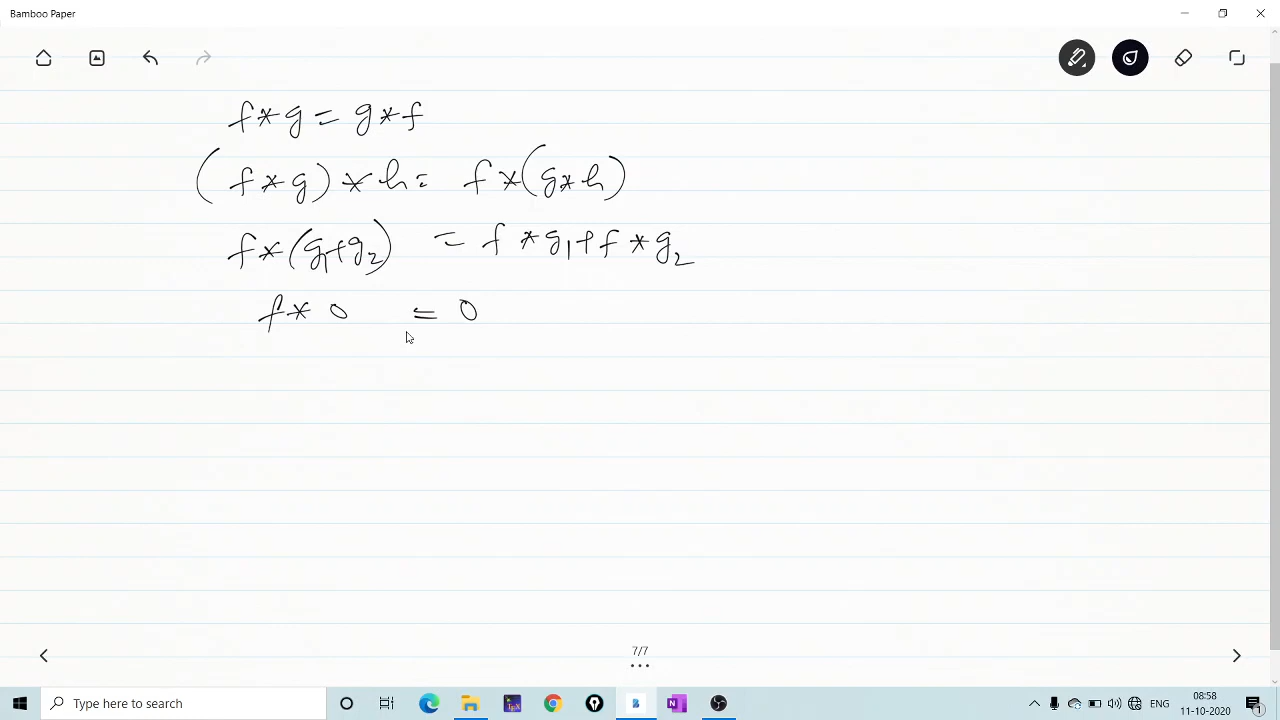 Bamboo Paper
f * g = g * f
(f * g) * h = f * (g * h)
f * (g₁ + g₂) = f * g₁ + f * g₂
f * 0 = 0
7/7
Type here to search
ENG
08:58
11-10-2020
1